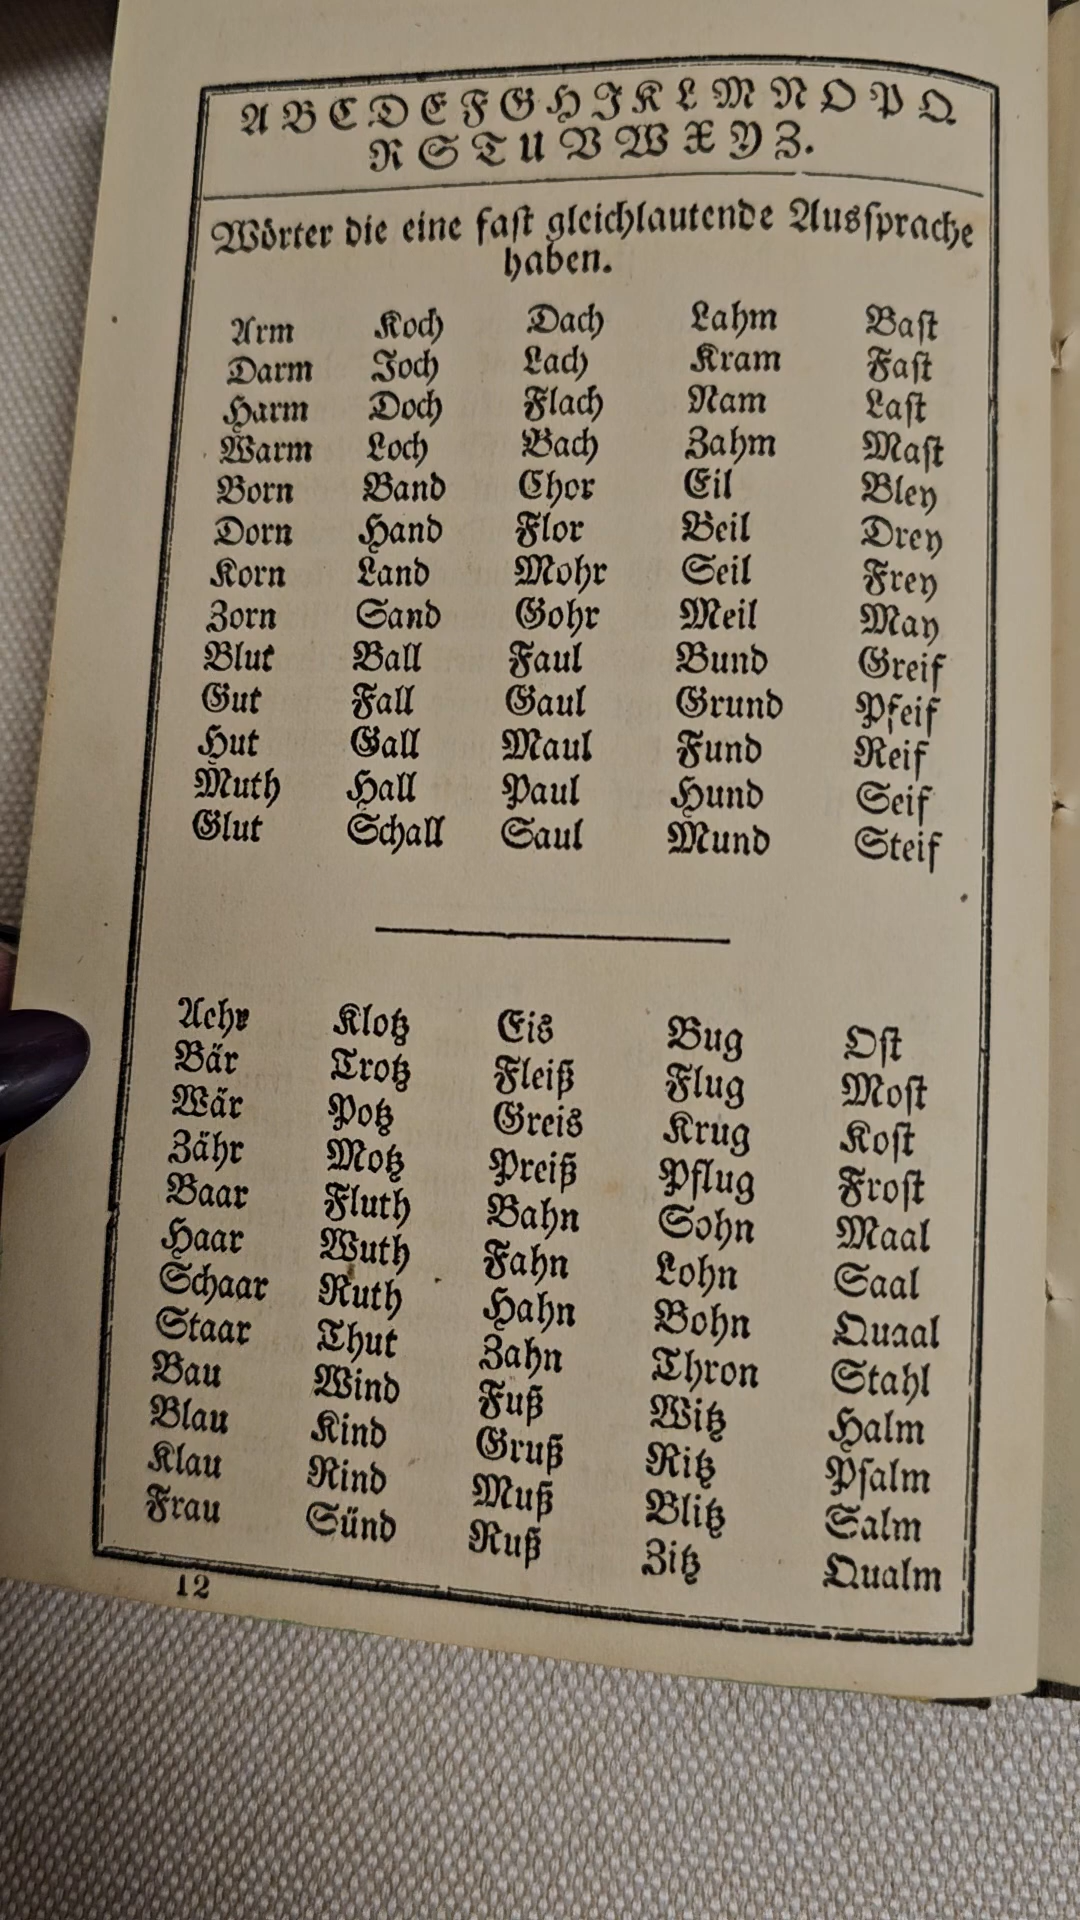 A B C D E F G H J K L M N O P Q
R S T U V W X Y Z.
Wörter die eine fast gleichlautende Aussprache
haben.
Arm Koch Dach Lahm Bast
Darm Joch Lach Kram Fast
Harm Doch Flach Nam Last
Warm Loch Bach Zahm Mast
Born Band Chor Eil Bley
Dorn Hand Flor Beil Drey
Korn Land Mohr Seil Frey
Zorn Sand Gohr Meil May
Blut Ball Faul Bund Greif
Gut Fall Gaul Grund Pfeif
Hut Gall Maul Fund Reif
Muth Hall Paul Hund Seif
Glut Schall Saul Mund Steif
Aehr Klotz Eis Bug Ost
Bär Trotz Fleiß Flug Most
Wär Potz Greis Krug Kost
Zähr Motz Preiß Pflug Frost
Baar Fluth Bahn Sohn Maal
Haar Wuth Fahn Lohn Saal
Schaar Ruth Hahn Bohn Quaal
Staar Thut Zahn Thron Stahl
Bau Wind Fuß Witz Halm
Blau Kind Gruß Ritz Psalm
Klau Rind Muß Blitz Salm
Frau Sünd Ruß Zitz Qualm
12